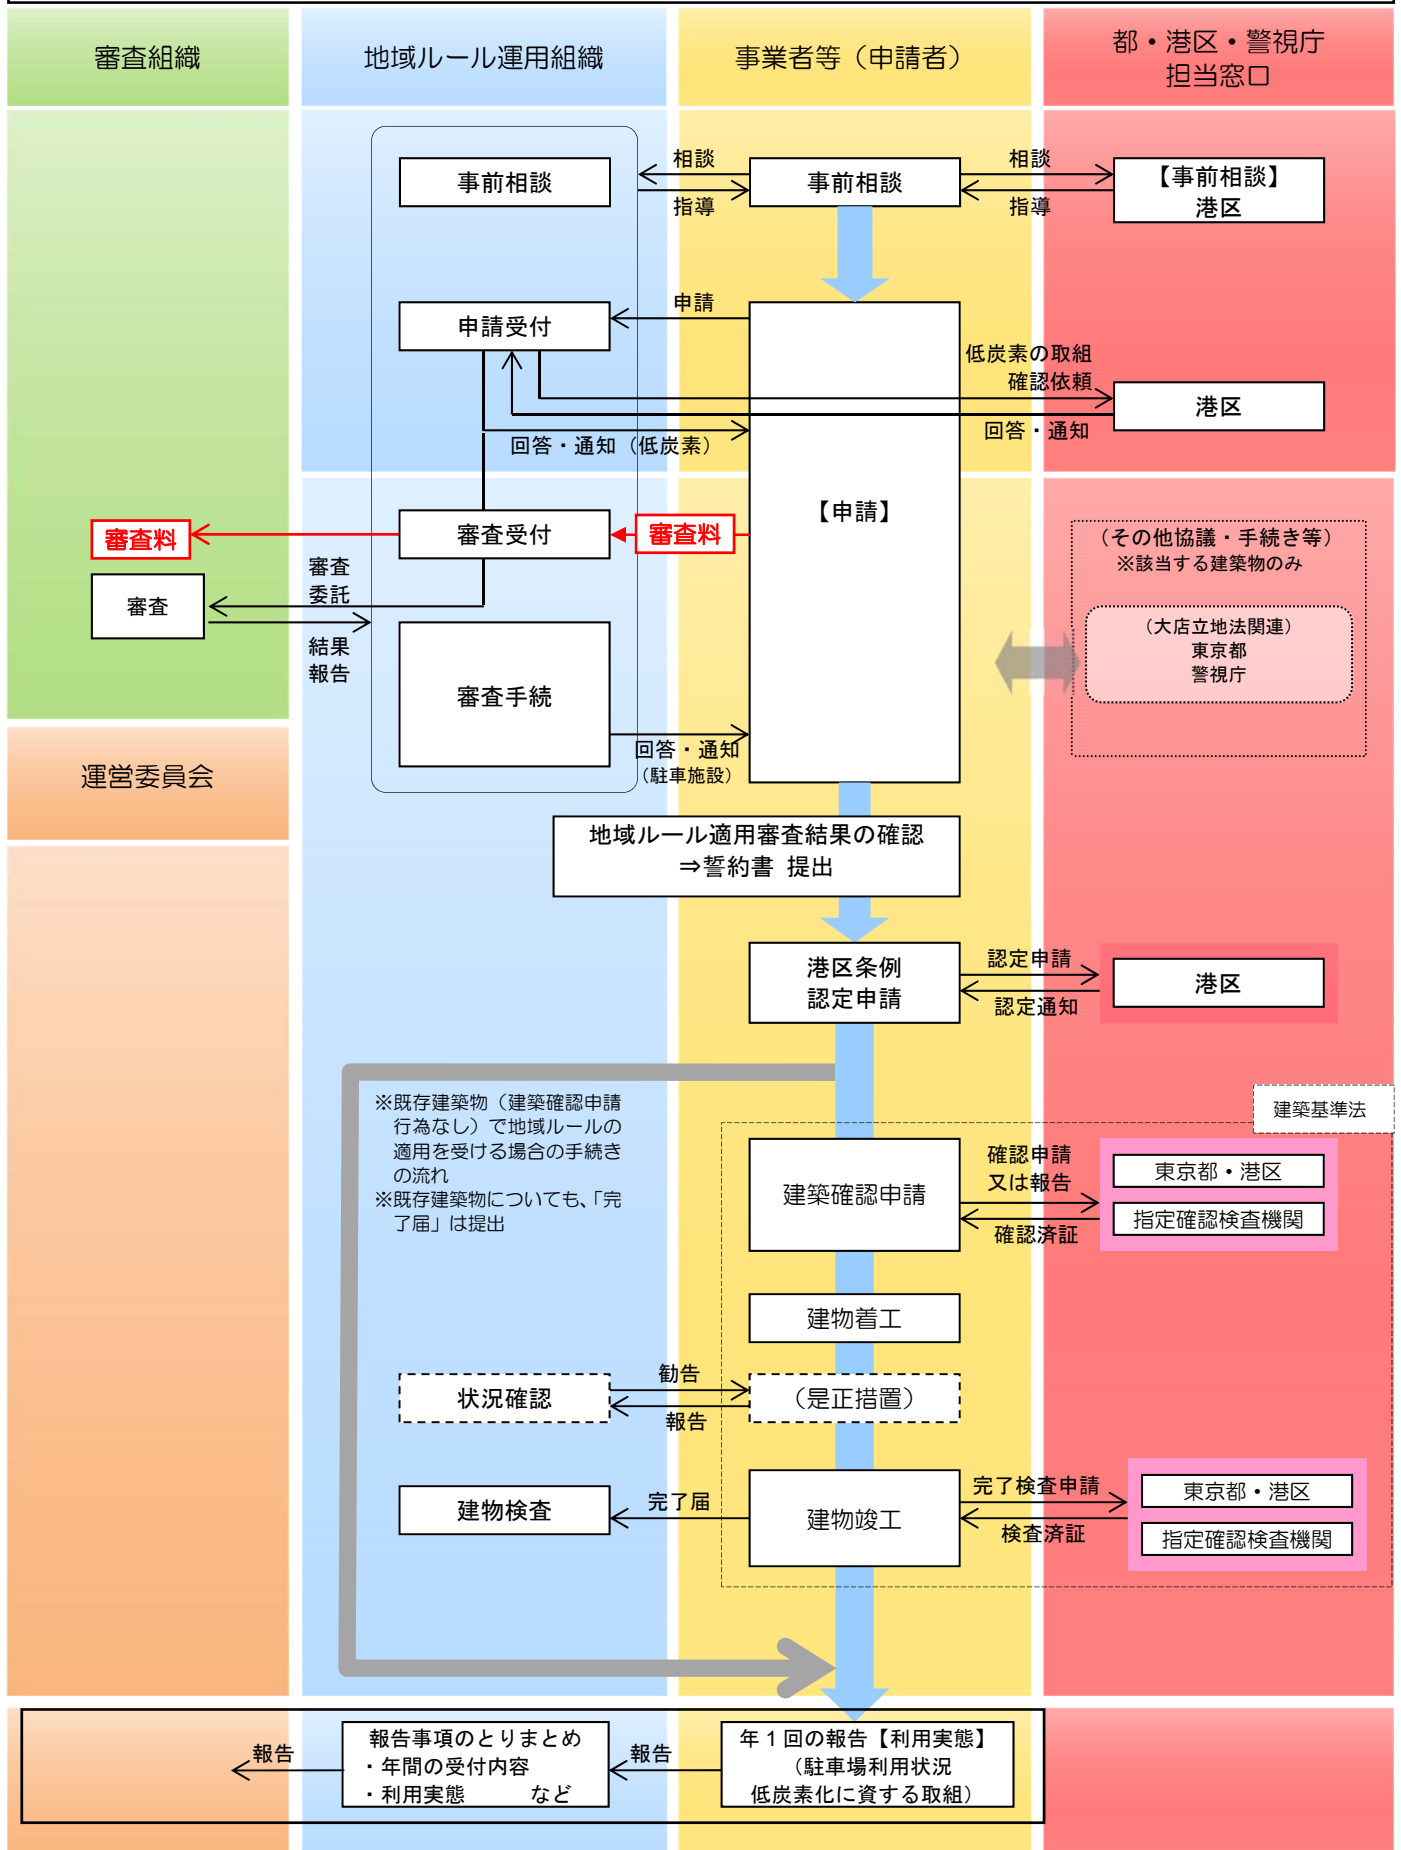 審査組織
地域ルール運用組織
事業者等（申請者）
都・港区・警視庁
担当窓口
事前相談
相談
指導
事前相談
相談
指導
【事前相談】
港区
申請受付
申請
低炭素の取組
確認依頼
港区
回答・通知
回答・通知（低炭素）
【申請】
審査料
審査受付
審査料
（その他協議・手続き等）
※該当する建築物のみ
審査
委託
審査
結果
報告
（大店立地法関連）
東京都
警視庁
審査手続
回答・通知
（駐車施設）
運営委員会
地域ルール適用審査結果の確認
⇒誓約書 提出
港区条例
認定申請
認定申請
認定通知
港区
※既存建築物（建築確認申請
行為なし）で地域ルールの
適用を受ける場合の手続き
の流れ
※既存建築物についても、「完
了届」は提出
建築基準法
建築確認申請
確認申請
又は報告
確認済証
東京都・港区
指定確認検査機関
建物着工
状況確認
勧告
報告
（是正措置）
建物検査
完了届
建物竣工
完了検査申請
検査済証
東京都・港区
指定確認検査機関
報告
報告事項のとりまとめ
・年間の受付内容
・利用実態 など
報告
年１回の報告【利用実態】
（駐車場利用状況
低炭素化に資する取組）